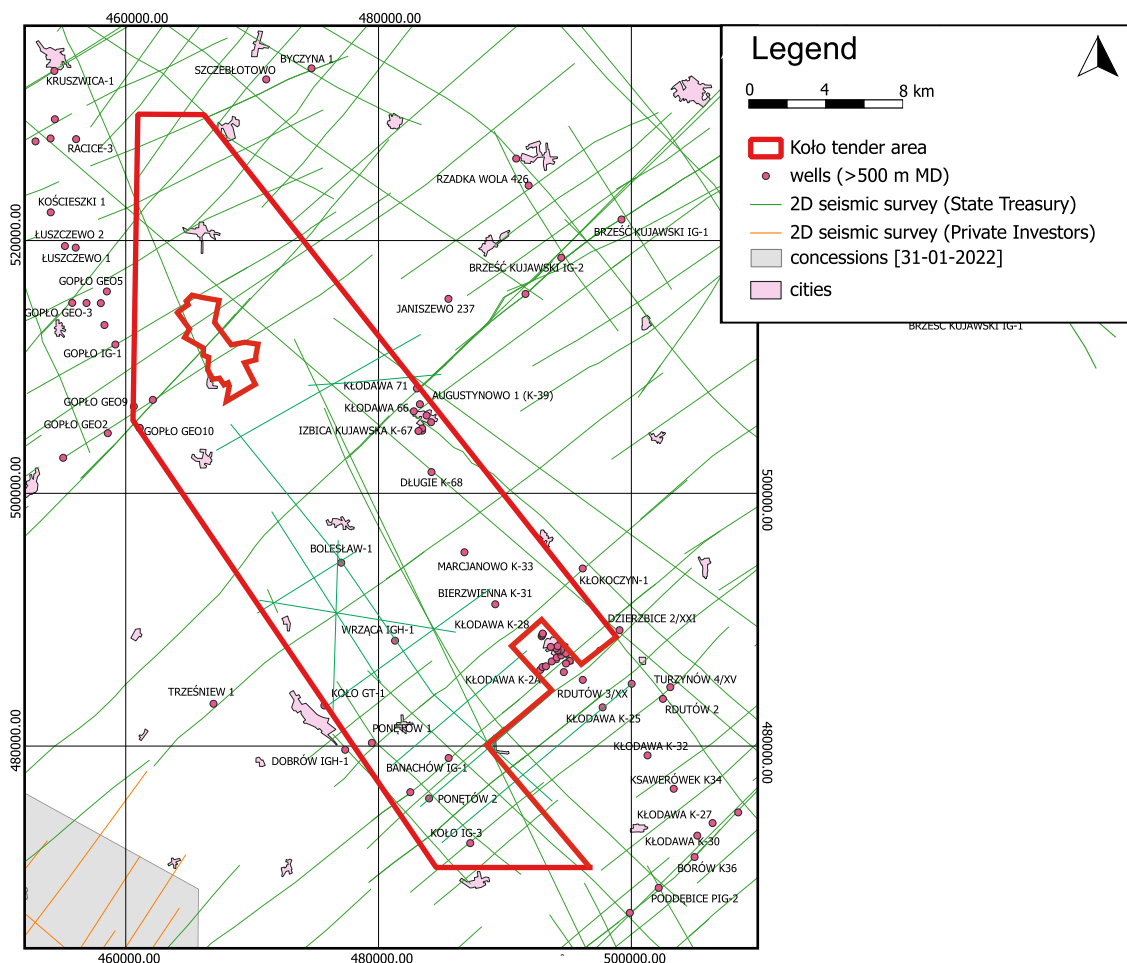 460000.00
480000.00
Legend
0
4
8 km
Koło tender area
wells (>500 m MD)
2D seismic survey (State Treasury)
2D seismic survey (Private Investors)
concessions [31-01-2022]
cities
BRZEŚĆ KUJAWSKI IG-1
BYCZYNA 1
SZCZEBŁOTOWO
KRUSZWICA-1
RACICE-3
RZADKA WOLA 426
KOŚCIESZKI 1
520000.00
BRZEŚĆ KUJAWSKI IG-1
ŁUSZCZEWO 2
ŁUSZCZEWO 1
BRZEŚĆ KUJAWSKI IG-2
GOPŁO GEO5
JANISZEWO 237
GOPŁO GEO-3
GOPŁO IG-1
KŁODAWA 71
AUGUSTYNOWO 1 (K-39)
GOPŁO GEO9
KŁODAWA 66
GOPŁO GEO2
GOPŁO GEO10
IZBICA KUJAWSKA K-67
DŁUGIE K-68
500000.00
500000.00
BOLESŁAW-1
MARCJANOWO K-33
KŁOKOCZYN-1
BIERZWIENNA K-31
DZIERZBICE 2/XXI
KŁODAWA K-28
WRZĄCA IGH-1
KŁODAWA K-2A
TURZYNÓW 4/XV
TRZEŚNIEW 1
KOŁO GT-1
RDUTÓW 3/XX
RDUTÓW 2
KŁODAWA K-25
PONĘTÓW 1
480000.00
480000.00
KŁODAWA K-32
DOBRÓW IGH-1
BANACHÓW IG-1
KSAWERÓWEK K34
PONĘTÓW 2
KŁODAWA K-27
KOŁO IG-3
KŁODAWA K-30
BORÓW K36
PODDĘBICE PIG-2
460000.00
480000.00
500000.00